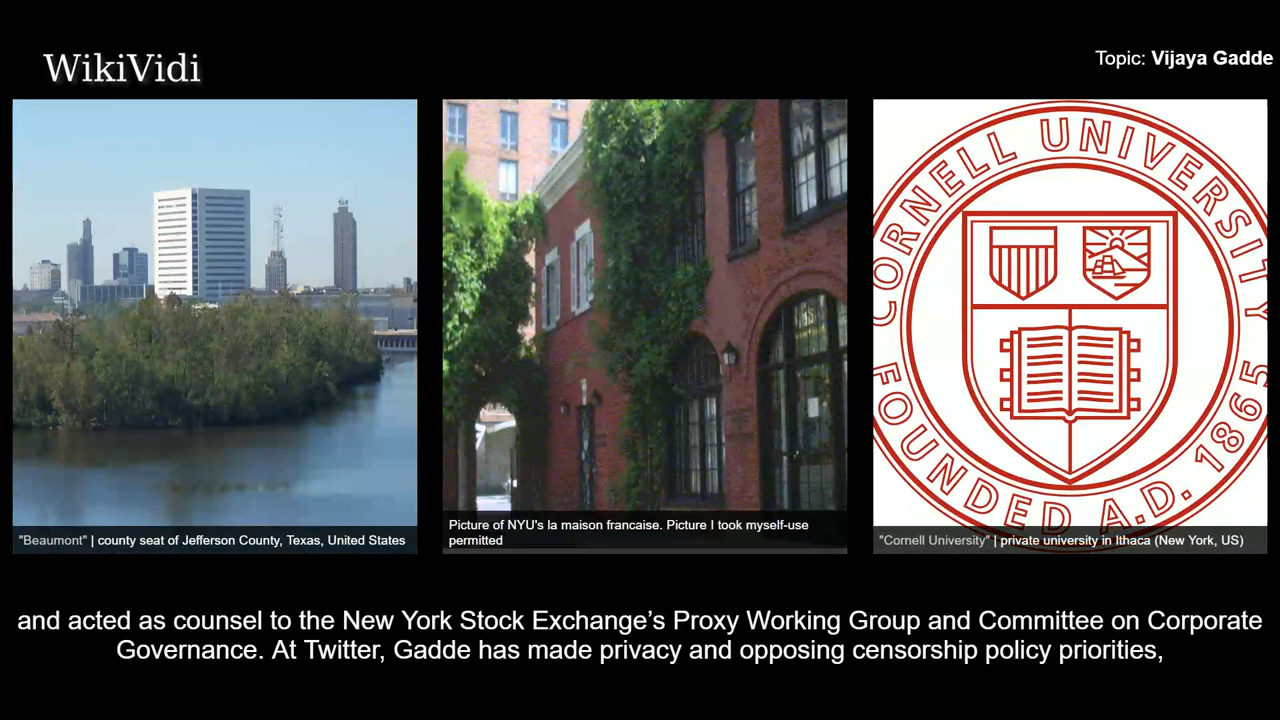 WikiVidi
Topic: Vijaya Gadde
CORNELL UNIVERSITY
FOUNDED A.D. 1865
"Beaumont" | county seat of Jefferson County, Texas, United States
Picture of NYU's la maison francaise. Picture I took myself-use
permitted
"Cornell University" | private university in Ithaca (New York, US)
and acted as counsel to the New York Stock Exchange’s Proxy Working Group and Committee on Corporate
Governance. At Twitter, Gadde has made privacy and opposing censorship policy priorities,